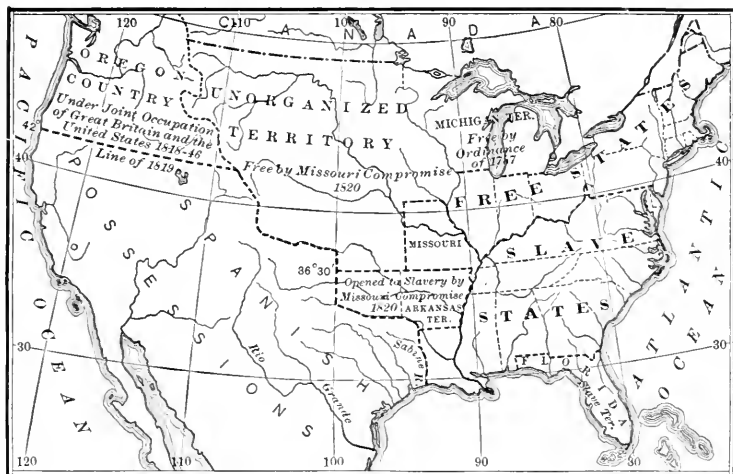 120
110
C A N A D A
100
90
80
OREGON
COUNTRY
Under Joint Occupation
of Great Britain and the
United States 1818-46
42
Line of 1819
UNORGANIZED
TERRITORY
Free by Missouri Compromise
1820
MICHIGAN TER.
Free by
Ordinance
of 1787
FREE STATES
SLAVE
STATES
MISSOURI
36°30
Opened to Slavery by
Missouri Compromise
1820
ARKANSAS
TER.
SPANISH
POSSESSIONS
Rio
Grande
Sabine R.
FLORIDA
Slave Ter.
PACIFIC
OCEAN
ATLANTIC
OCEAN
40
40
30
30
120
110
100
90
80